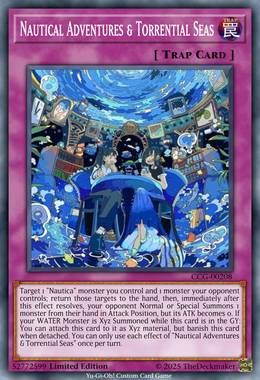 Nautical Adventures & Torrential Seas
TRAP
罠
[ Trap Card ]
CCG-00208
Target 1 "Nautica" monster you control and 1 monster your opponent
controls; return those targets to the hand, then, immediately after
this effect resolves, your opponent Normal or Special Summons 1
monster from their hand in Attack Position, but its ATK becomes 0. If
your WATER Monster is Xyz Summoned while this card is in the GY:
You can attach this card to it as Xyz material, but banish this card
when detached. You can only use each effect of "Nautical Adventures
& Torrential Seas" once per turn.
52772599 Limited Edition
© 2025 TheDeckmaker
Yu-Gi-Oh! Custom Card Game